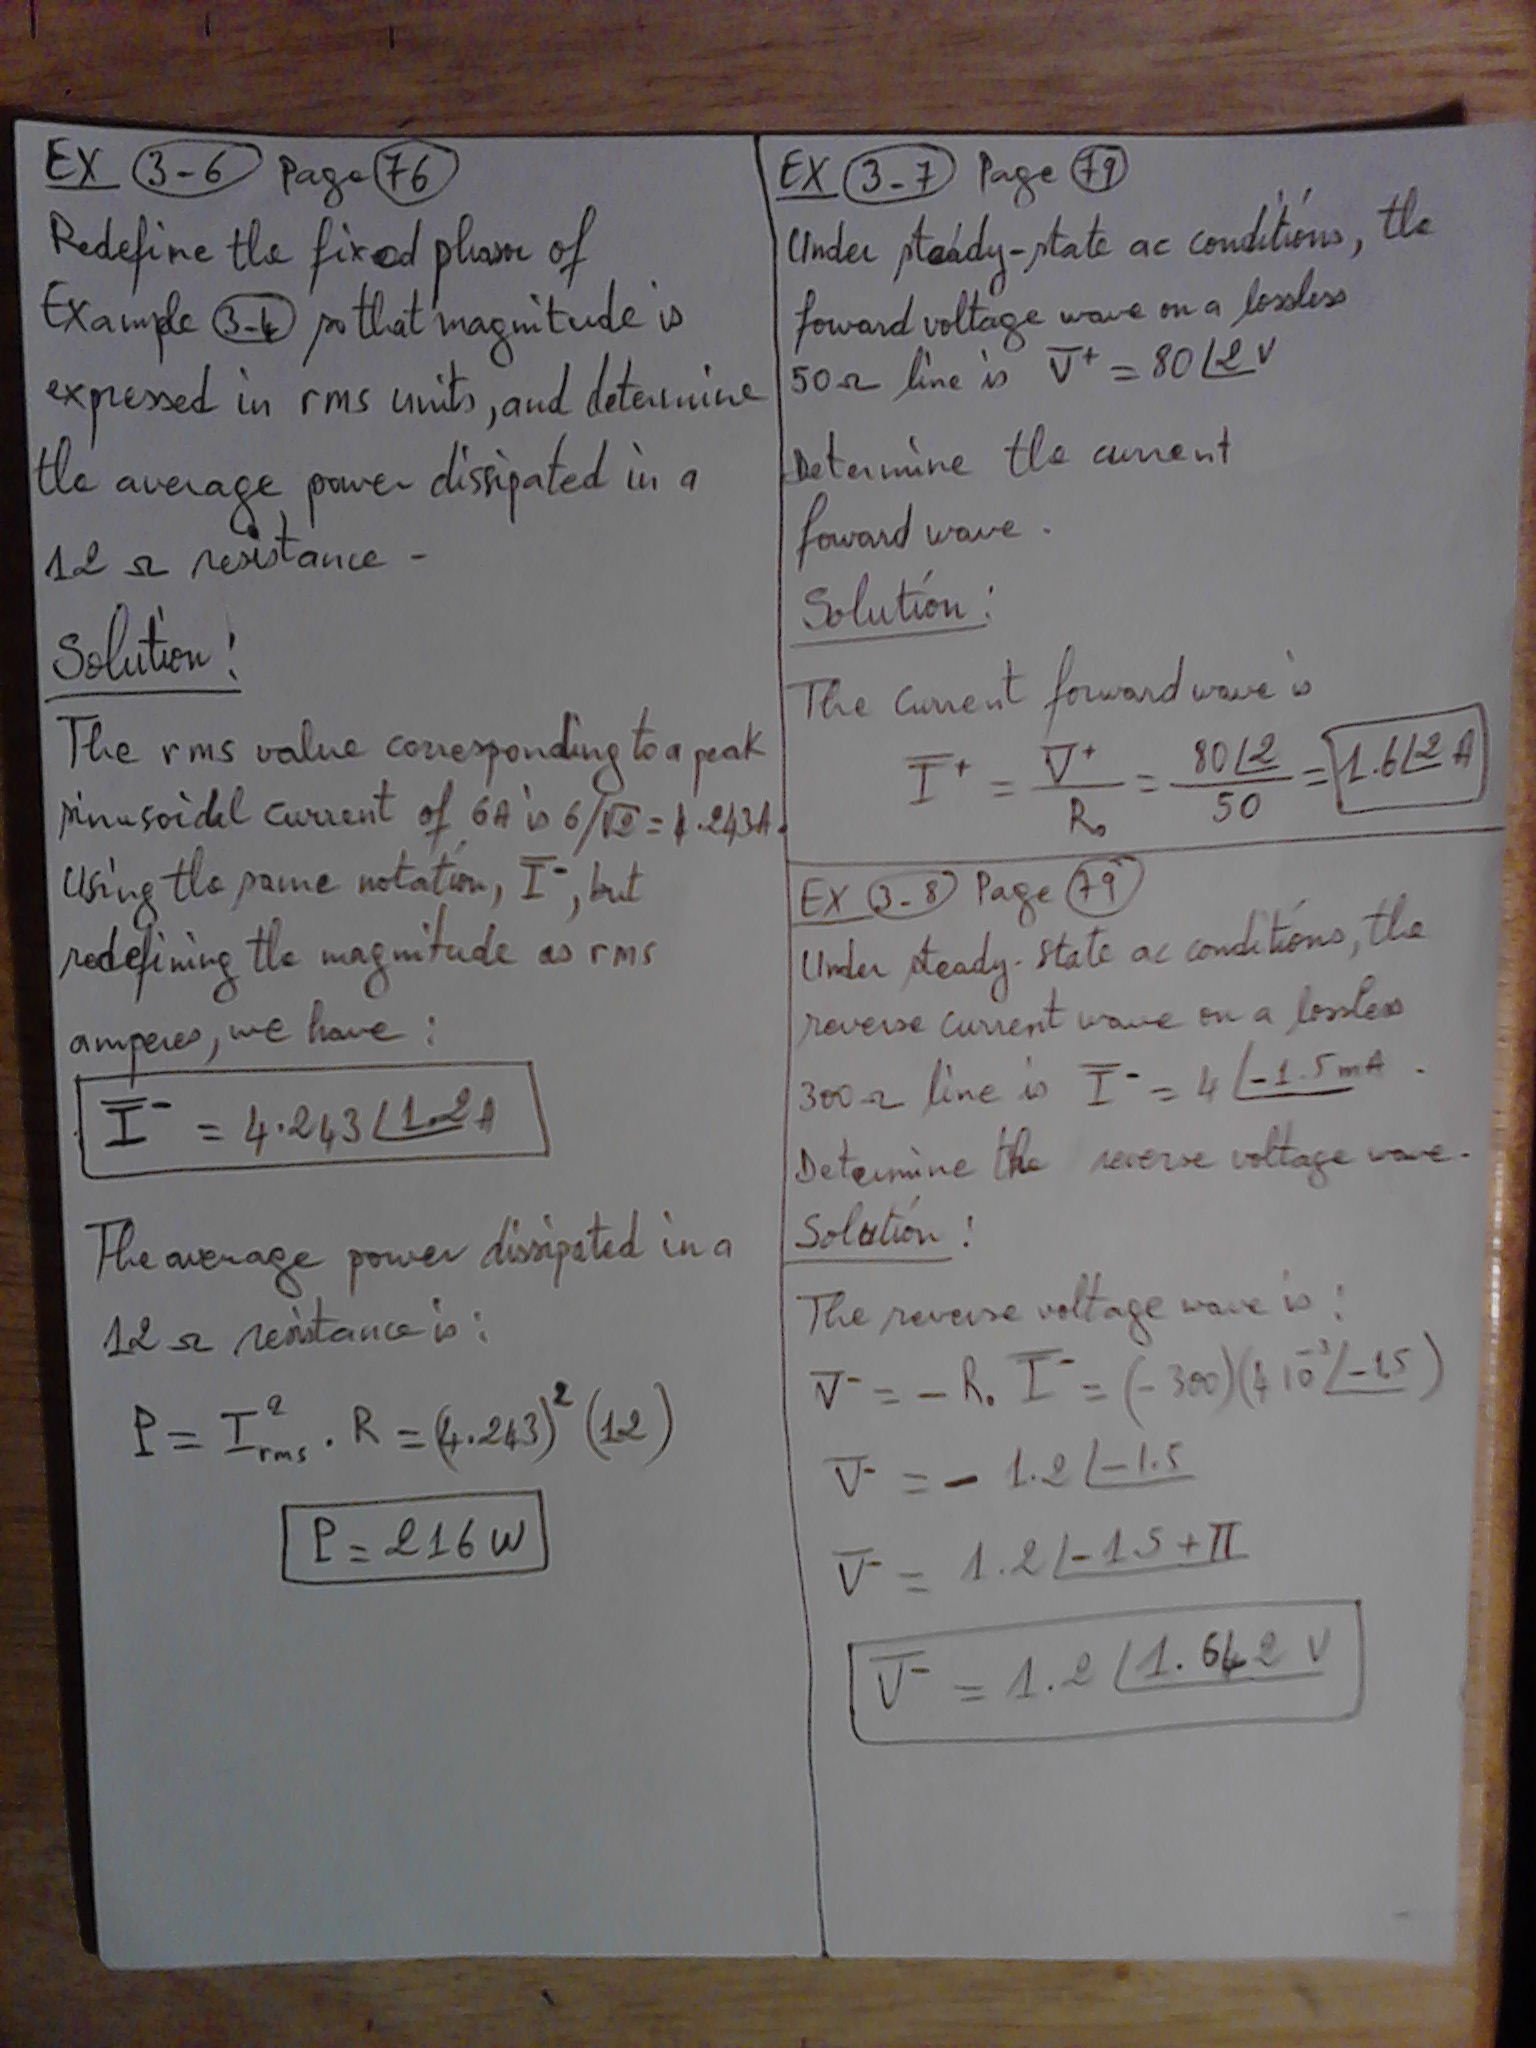 EX 3-6 Page 76
Redefine the fixed phasor of
Example 3-4 so that magnitude is
expressed in rms units, and determine
the average power dissipated in a
12 Ω resistance -
Solution:
The rms value corresponding to a peak
sinusoidal current of 6A is 6/√2 = 4.243A.
Using the same notation, I̅⁻, but
redefining the magnitude as rms
amperes, we have:
I̅⁻ = 4.243∠1.2 A
The average power dissipated in a
12 Ω resistance is:
P = I²rms . R = (4.243)² (12)
P = 216 W
EX 3-7 Page 79
Under steady-state ac conditions, the
foward voltage wave on a lossless
50Ω line is V̅⁺ = 80∠2 V
Determine the current
foward wave.
Solution:
The current forward wave is
I̅⁺ = V̅⁺/R₀ = 80∠2/50 = 1.6∠2 A
EX 3-8 Page 79
Under steady-state ac conditions, the
reverse current wave on a lossless
300Ω line is I̅⁻ = 4∠-1.5 mA.
Determine the reverse voltage wave.
Solution:
The reverse voltage wave is:
V̅⁻ = -R₀ I̅⁻ = (-300)(4 10⁻³∠-1.5)
V̅⁻ = - 1.2∠-1.5
V̅⁻ = 1.2∠-1.5+π
V̅⁻ = 1.2∠1.642 V